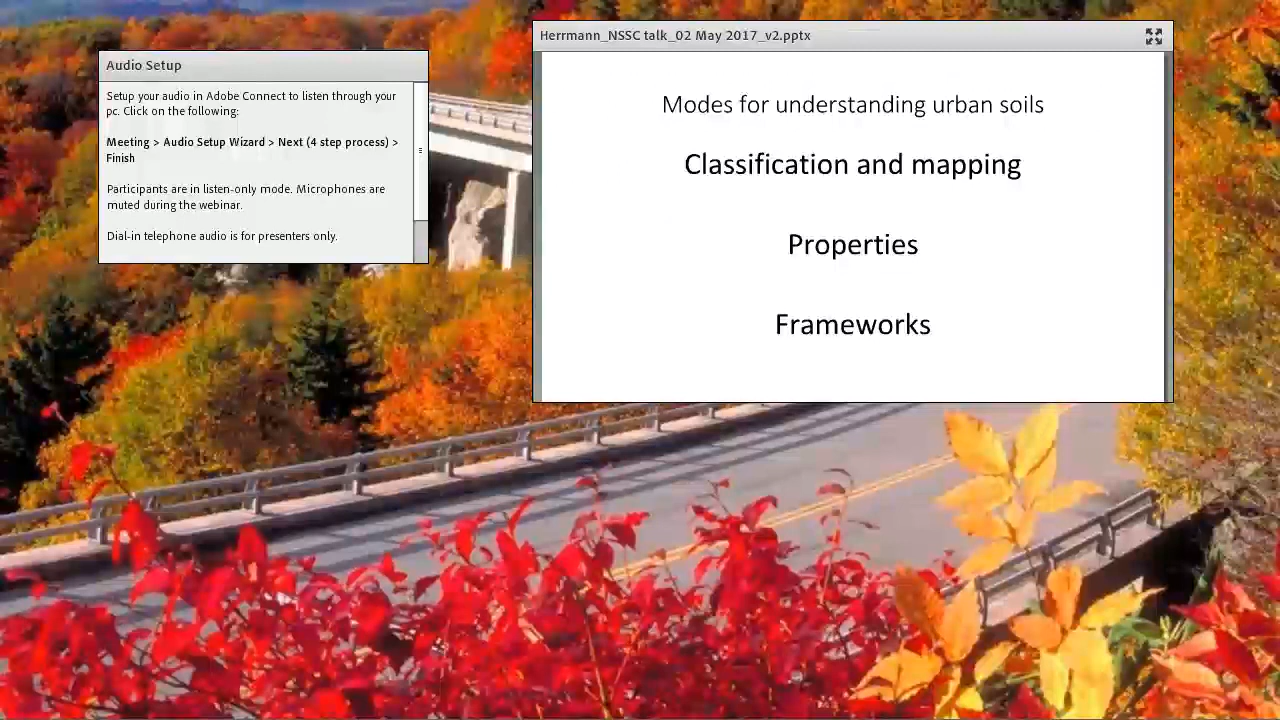 Audio Setup
Setup your audio in Adobe Connect to listen through your
pc. Click on the following:
Meeting > Audio Setup Wizard > Next (4 step process) >
Finish
Participants are in listen-only mode. Microphones are
muted during the webinar.
Dial-in telephone audio is for presenters only.
Herrmann_NSSC talk_02 May 2017_v2.pptx
Modes for understanding urban soils
Classification and mapping
Properties
Frameworks